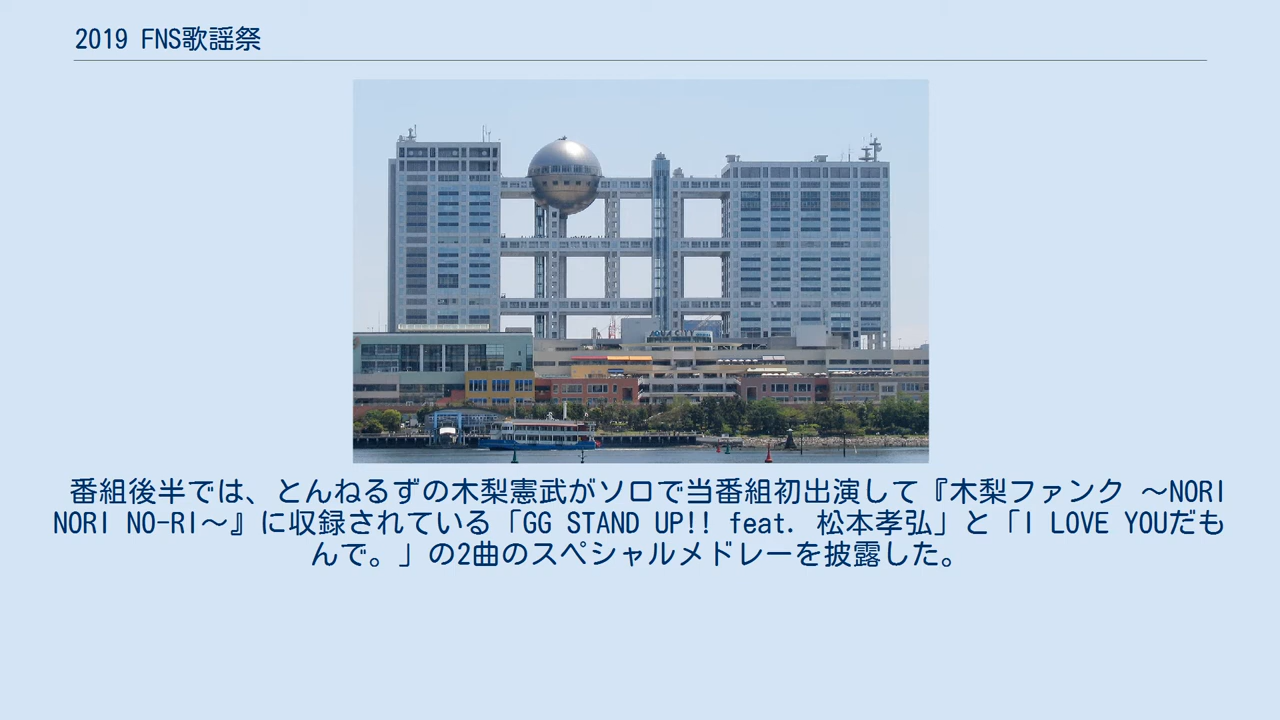 2019 FNS歌謡祭
番組後半では、とんねるずの木梨憲武がソロで当番組初出演して『木梨ファンク ～NORI
NORI NO-RI～』に収録されている「GG STAND UP!! feat. 松本孝弘」と「I LOVE YOUだも
んで。」の2曲のスペシャルメドレーを披露した。